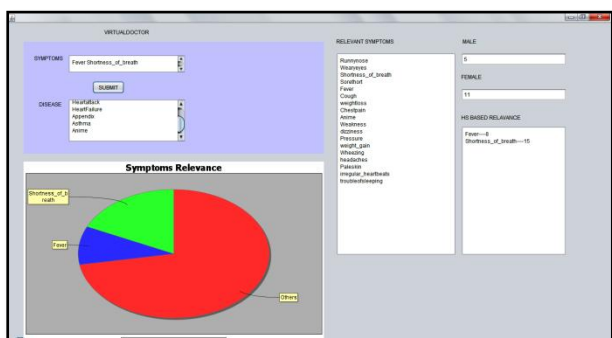 VIRTUALDOCTOR
SYMPTOMS
Fever Shortness_of_breath
SUBMIT
DISEASE
Heartattack
HeartFailure
Appendix
Asthma
Anime
Symptoms Relevance
Shortness_of_b
reath
Fever
Others
RELEVANT SYMPTOMS
Runnynose
Wearyeyes
Shortness_of_breath
Sorethort
Fever
Cough
weightloss
Chestpain
Anime
Weakness
dizziness
Pressure
weight_gain
Wheezing
headaches
Paleskin
irregular_heartbeats
troubleofsleeping
MALE
5
FEMALE
11
HS BASED RELAVANCE
Fever---8
Shortness_of_breath---15